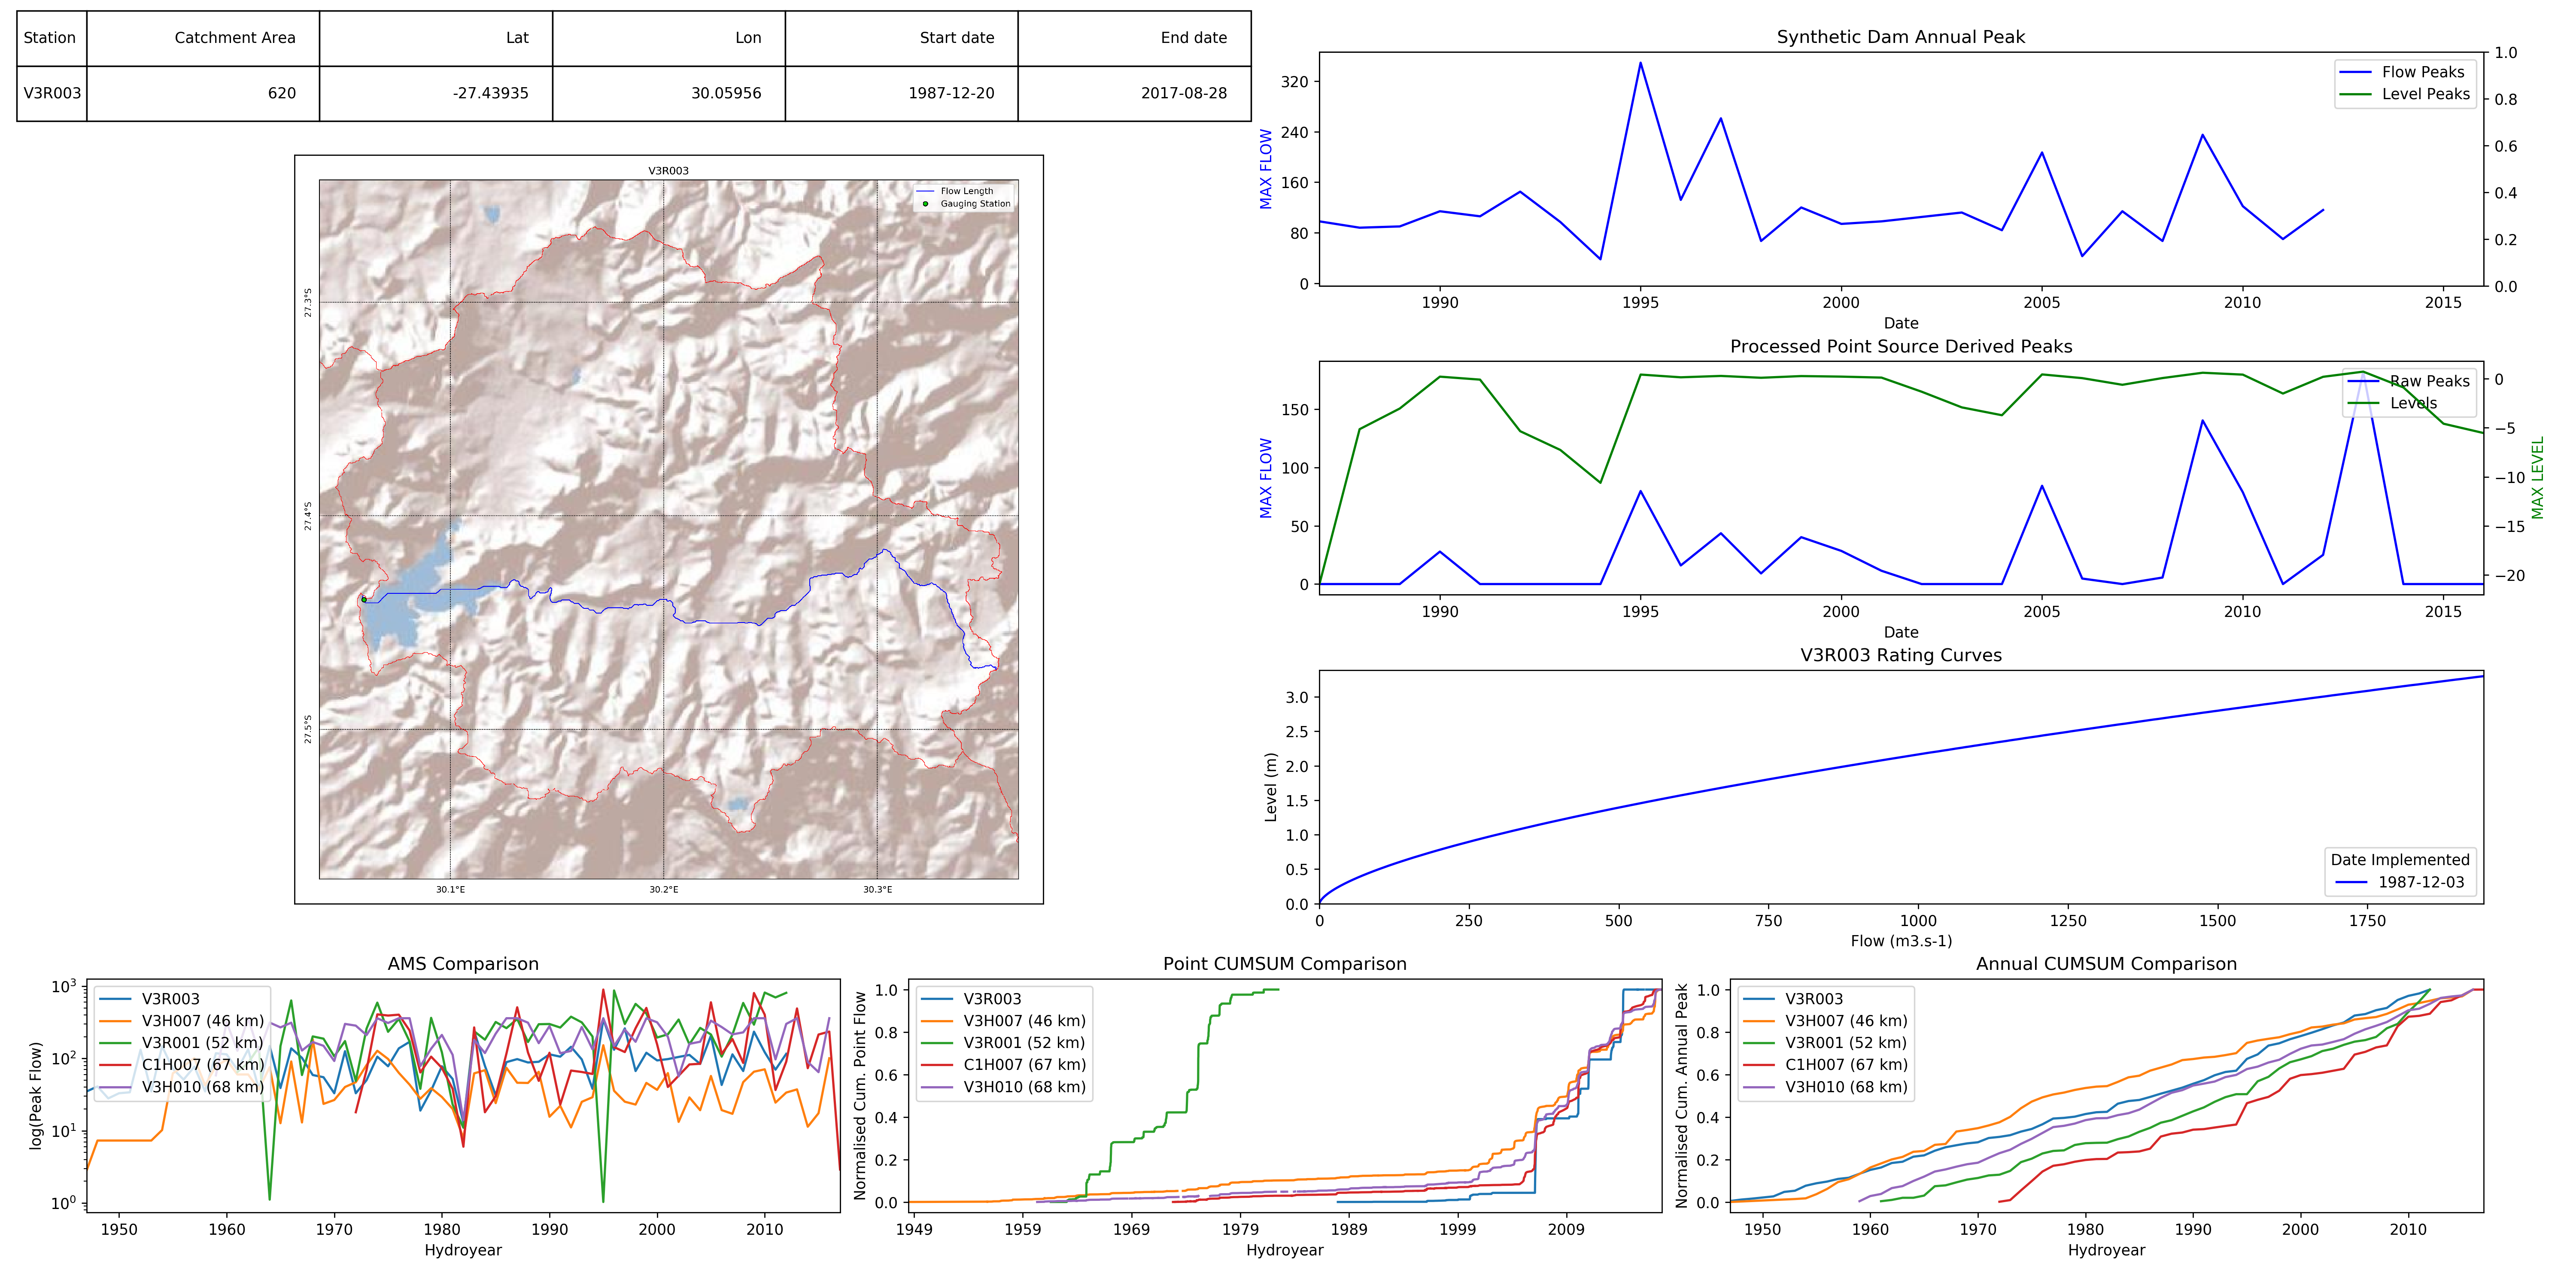 Station Catchment Area Lat Lon Start date End date
V3R003 620 -27.43935 30.05956 1987-12-20 2017-08-28
V3R003
Flow Length
Gauging Station
27.3°S
27.4°S
27.5°S
30.1°E 30.2°E 30.3°E
Synthetic Dam Annual Peak
Flow Peaks
Level Peaks
MAX FLOW
320
240
160
80
0
1.0
0.8
0.6
0.4
0.2
0.0
1990 1995 2000 2005 2010 2015
Date
Processed Point Source Derived Peaks
Raw Peaks
Levels
MAX FLOW
150
100
50
0
0
−5
−10
−15
−20
MAX LEVEL
1990 1995 2000 2005 2010 2015
Date
V3R003 Rating Curves
Level (m)
3.0
2.5
2.0
1.5
1.0
0.5
0.0
Date Implemented
1987-12-03
0 250 500 750 1000 1250 1500 1750
Flow (m3.s-1)
AMS Comparison
log(Peak Flow)
10³
10²
10¹
10⁰
V3R003
V3H007 (46 km)
V3R001 (52 km)
C1H007 (67 km)
V3H010 (68 km)
1950 1960 1970 1980 1990 2000 2010
Hydroyear
Point CUMSUM Comparison
Normalised Cum. Point Flow
1.0
0.8
0.6
0.4
0.2
0.0
V3R003
V3H007 (46 km)
V3R001 (52 km)
C1H007 (67 km)
V3H010 (68 km)
1949 1959 1969 1979 1989 1999 2009
Hydroyear
Annual CUMSUM Comparison
Normalised Cum. Annual Peak
1.0
0.8
0.6
0.4
0.2
0.0
V3R003
V3H007 (46 km)
V3R001 (52 km)
C1H007 (67 km)
V3H010 (68 km)
1950 1960 1970 1980 1990 2000 2010
Hydroyear